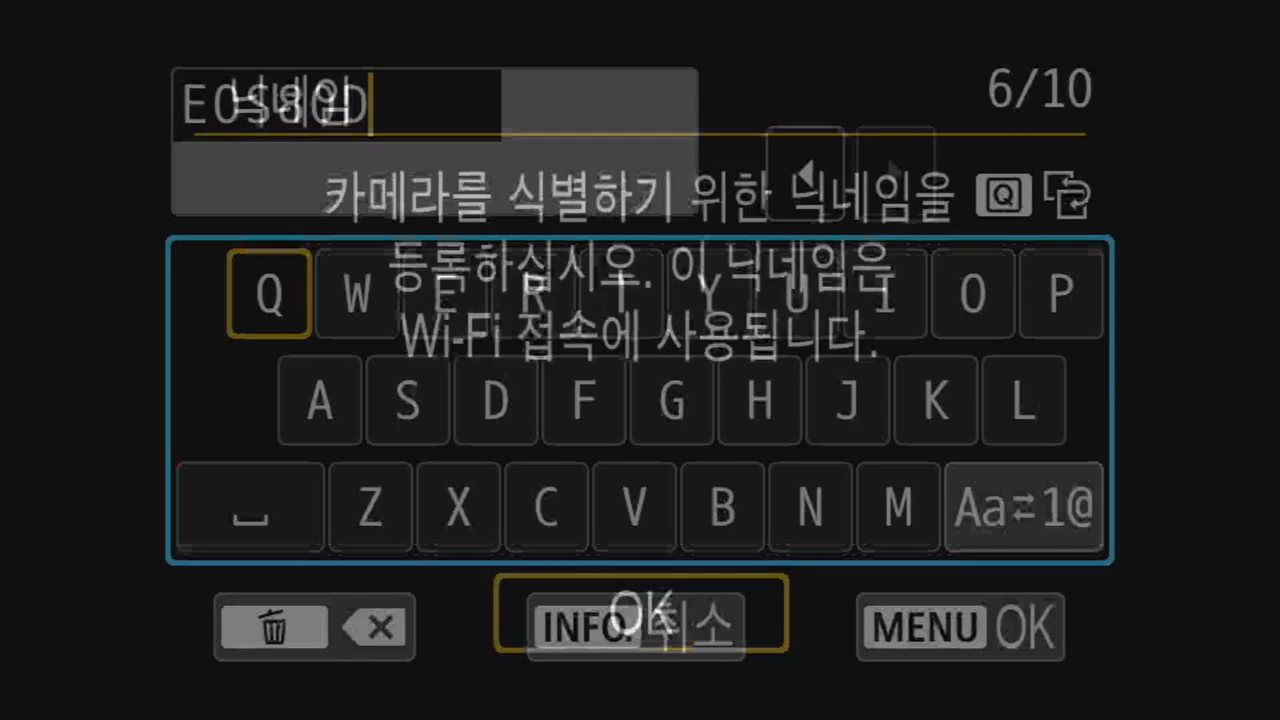 닉네임
EOS80D
6/10
카메라를 식별하기 위한 닉네임을
등록하십시오. 이 닉네임은
Wi-Fi 접속에 사용됩니다.
Q
Q W E R T Y U I O P
A S D F G H J K L
Z X C V B N M Aa⇄1@
OK
INFO. 취소
MENU OK